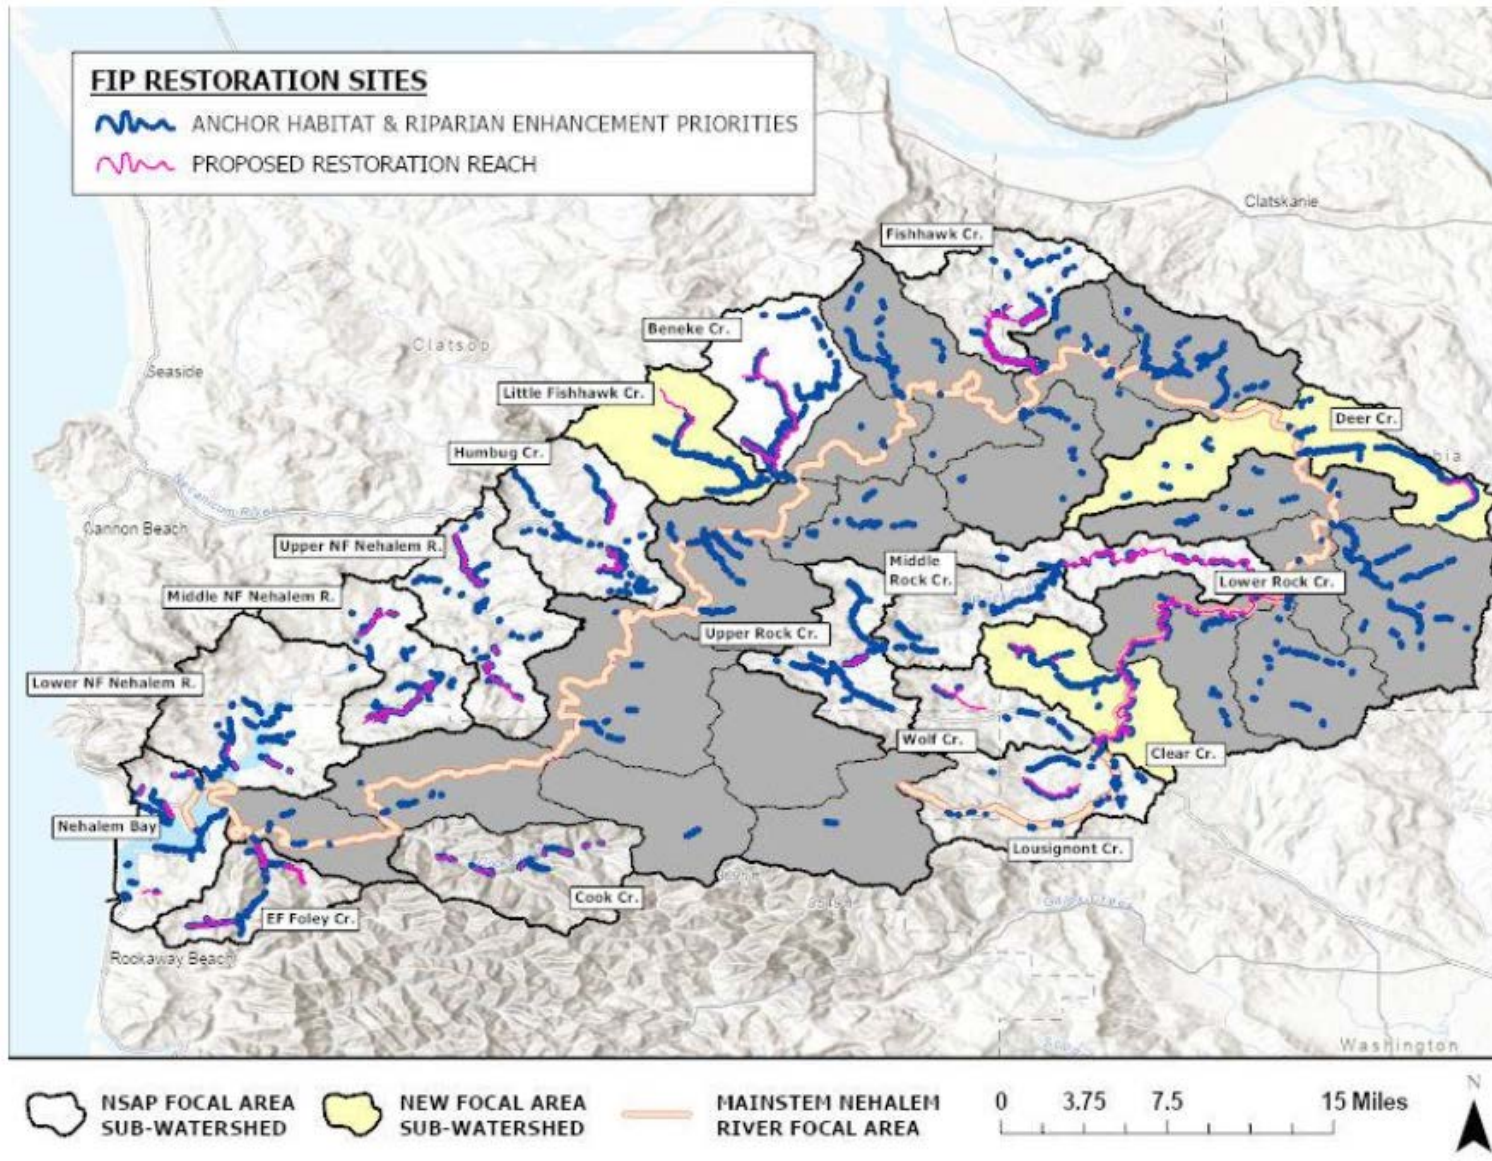 FIP RESTORATION SITES
ANCHOR HABITAT & RIPARIAN ENHANCEMENT PRIORITIES
PROPOSED RESTORATION REACH
Clatskanie
Fishhawk Cr.
Beneke Cr.
Clatsop
Seaside
Little Fishhawk Cr.
Deer Cr.
Humbug Cr.
bia
Necanicum River
Cannon Beach
Upper NF Nehalem R.
Middle
Rock Cr.
Lower Rock Cr.
Middle NF Nehalem R.
Upper Rock Cr.
Lower NF Nehalem R.
Wolf Cr.
Clear Cr.
Nehalem Bay
Lousignont Cr.
Cook Cr.
EF Foley Cr.
Rockaway Beach
Washington
NSAP FOCAL AREA
SUB-WATERSHED
NEW FOCAL AREA
SUB-WATERSHED
MAINSTEM NEHALEM
RIVER FOCAL AREA
0 3.75 7.5 15 Miles
N